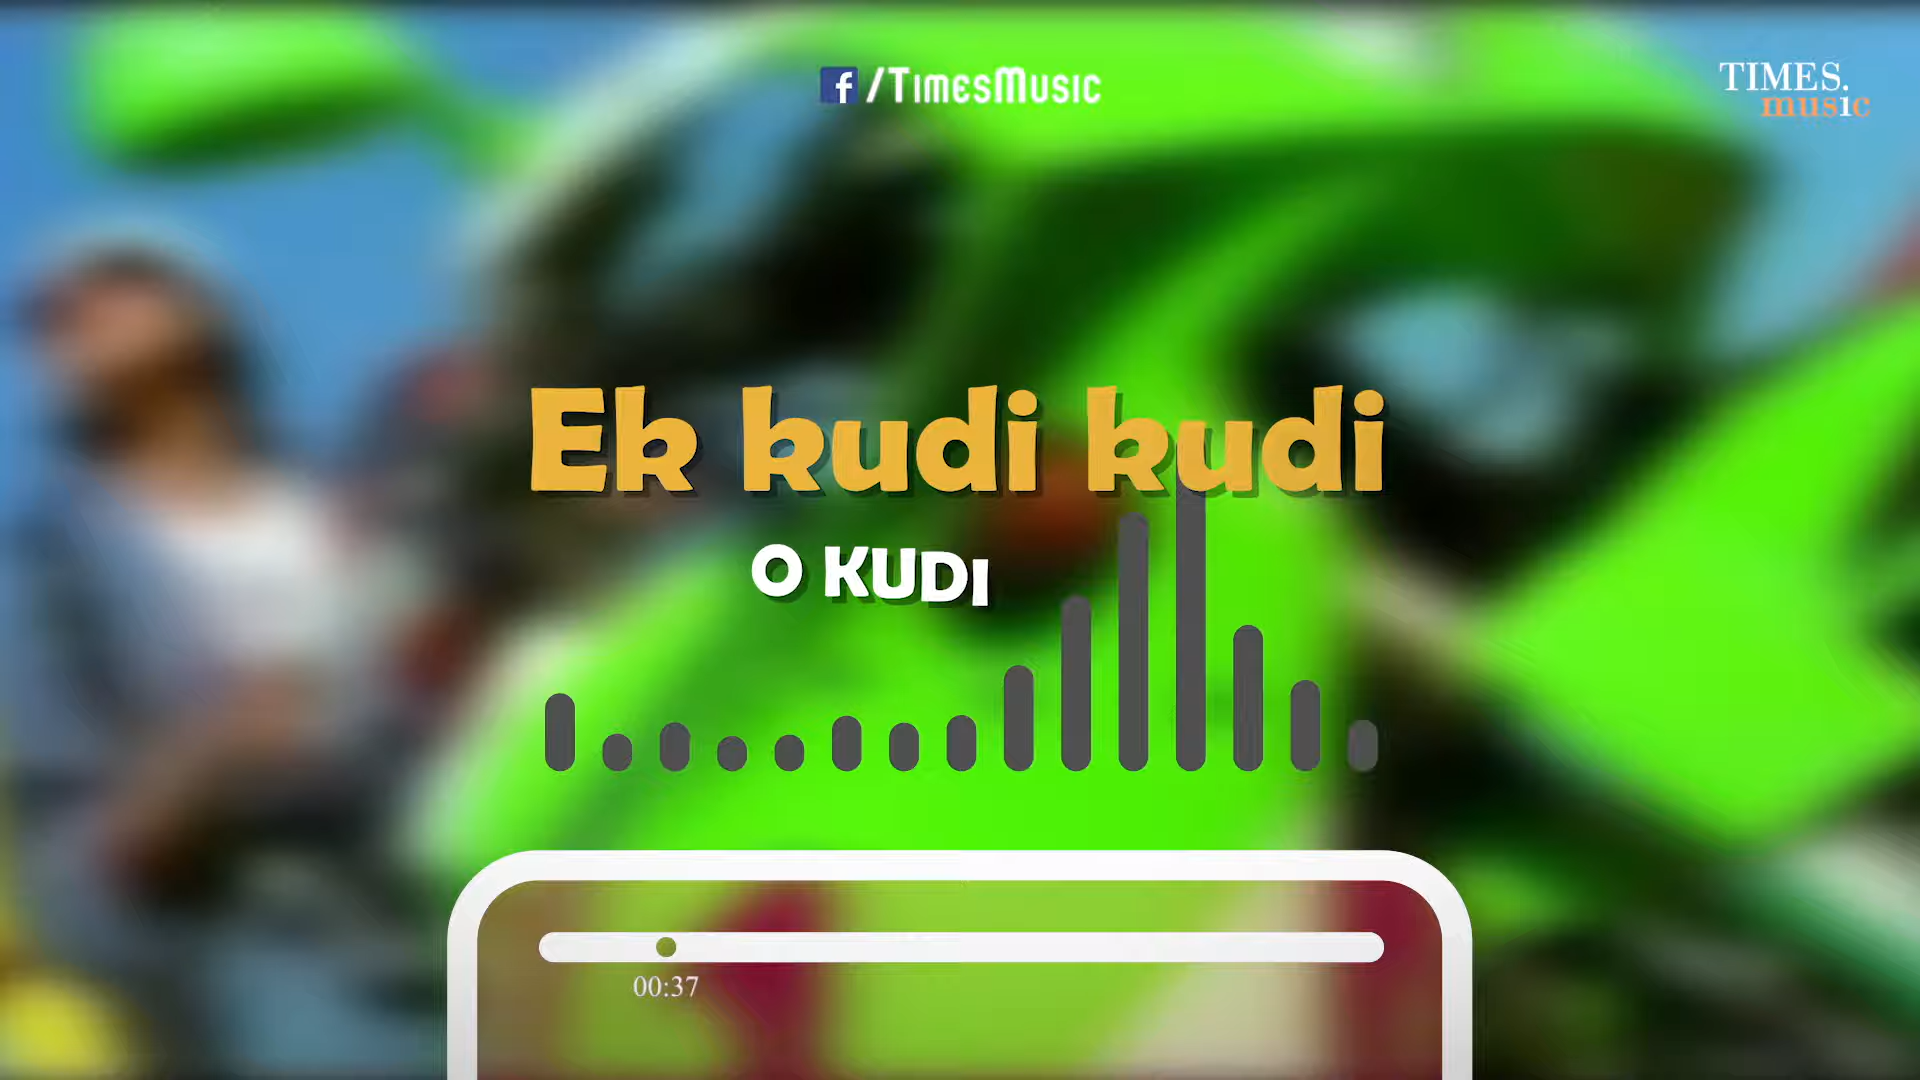 f/TimesMusic
TIMES.
music
Ek kudi kudi
O KUDI
00:37